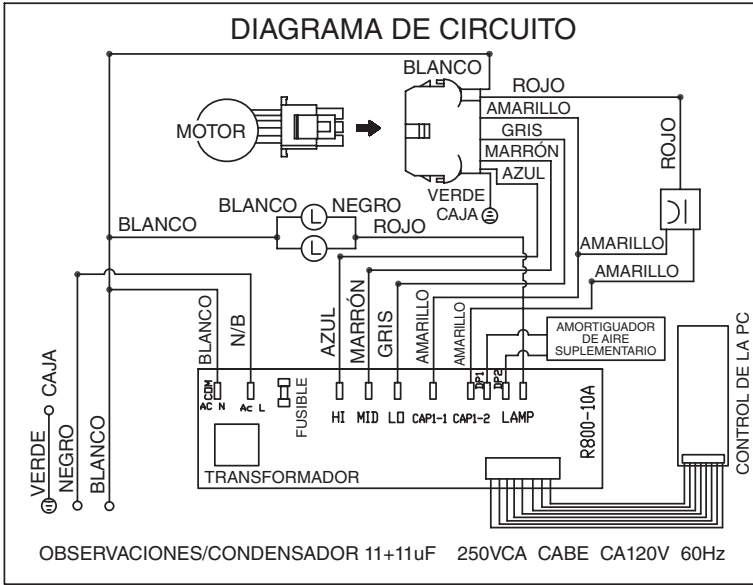 DIAGRAMA DE CIRCUITO
BLANCO
ROJO
AMARILLO
GRIS
MARRÓN
AZUL
VERDE
CAJA
MOTOR
ROJO
BLANCO
BLANCO
L
NEGRO
L
ROJO
AMARILLO
AMARILLO
BLANCO
N/B
AZUL
MARRÓN
GRIS
AMARILLO
AMARILLO
AMORTIGUADOR
DE AIRE
SUPLEMENTARIO
CONTROL DE LA PC
CAJA
VERDE
NEGRO
BLANCO
COM
AC N
Ac L
FUSIBLE
HI
MID
LO
CAP1-1
CAP1-2
DP1
DP2
LAMP
R800-10A
TRANSFORMADOR
OBSERVACIONES/CONDENSADOR 11+11uF 250VCA CABE CA120V 60Hz